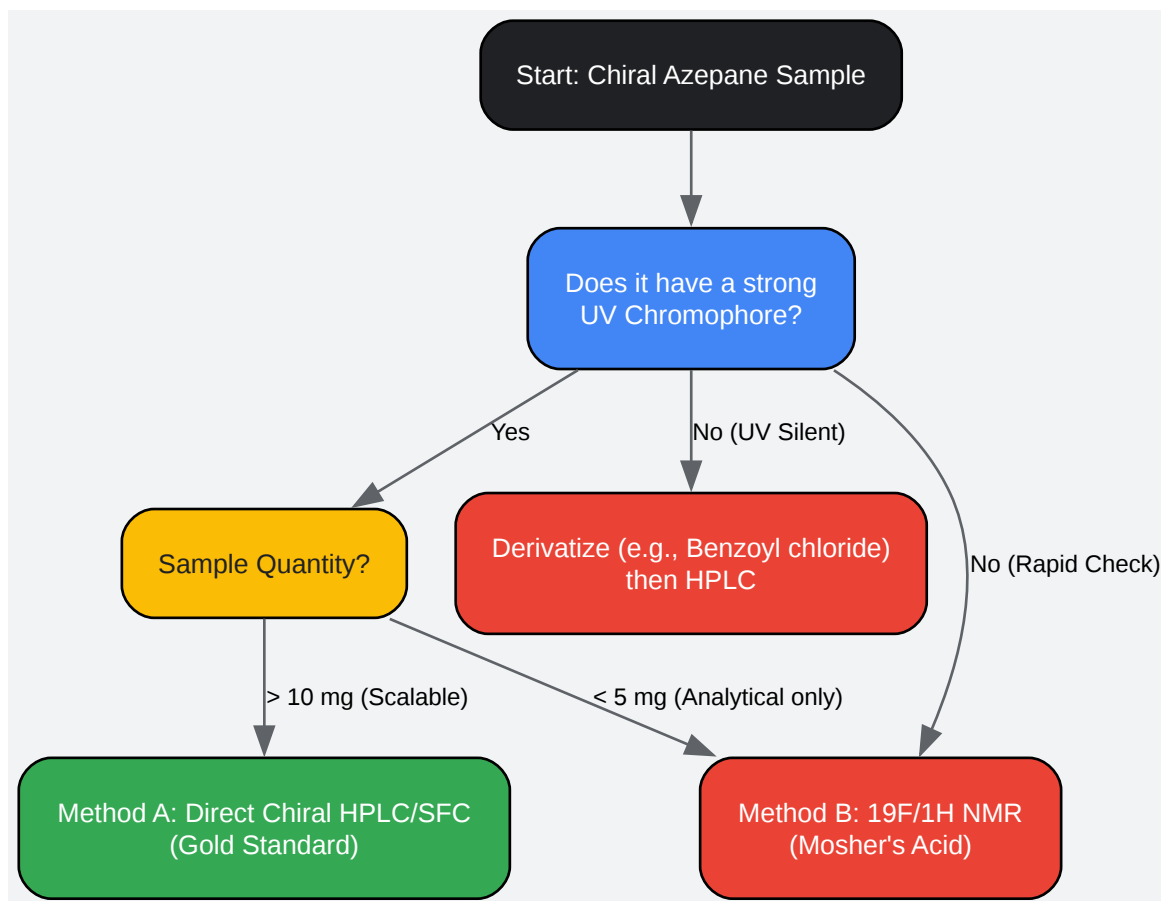 Start: Chiral Azepane Sample
Does it have a strong
UV Chromophore?
Yes
No (UV Silent)
Sample Quantity?
Derivatize (e.g., Benzoyl chloride)
then HPLC
No (Rapid Check)
> 10 mg (Scalable)
< 5 mg (Analytical only)
Method A: Direct Chiral HPLC/SFC
(Gold Standard)
Method B: 19F/1H NMR
(Mosher's Acid)